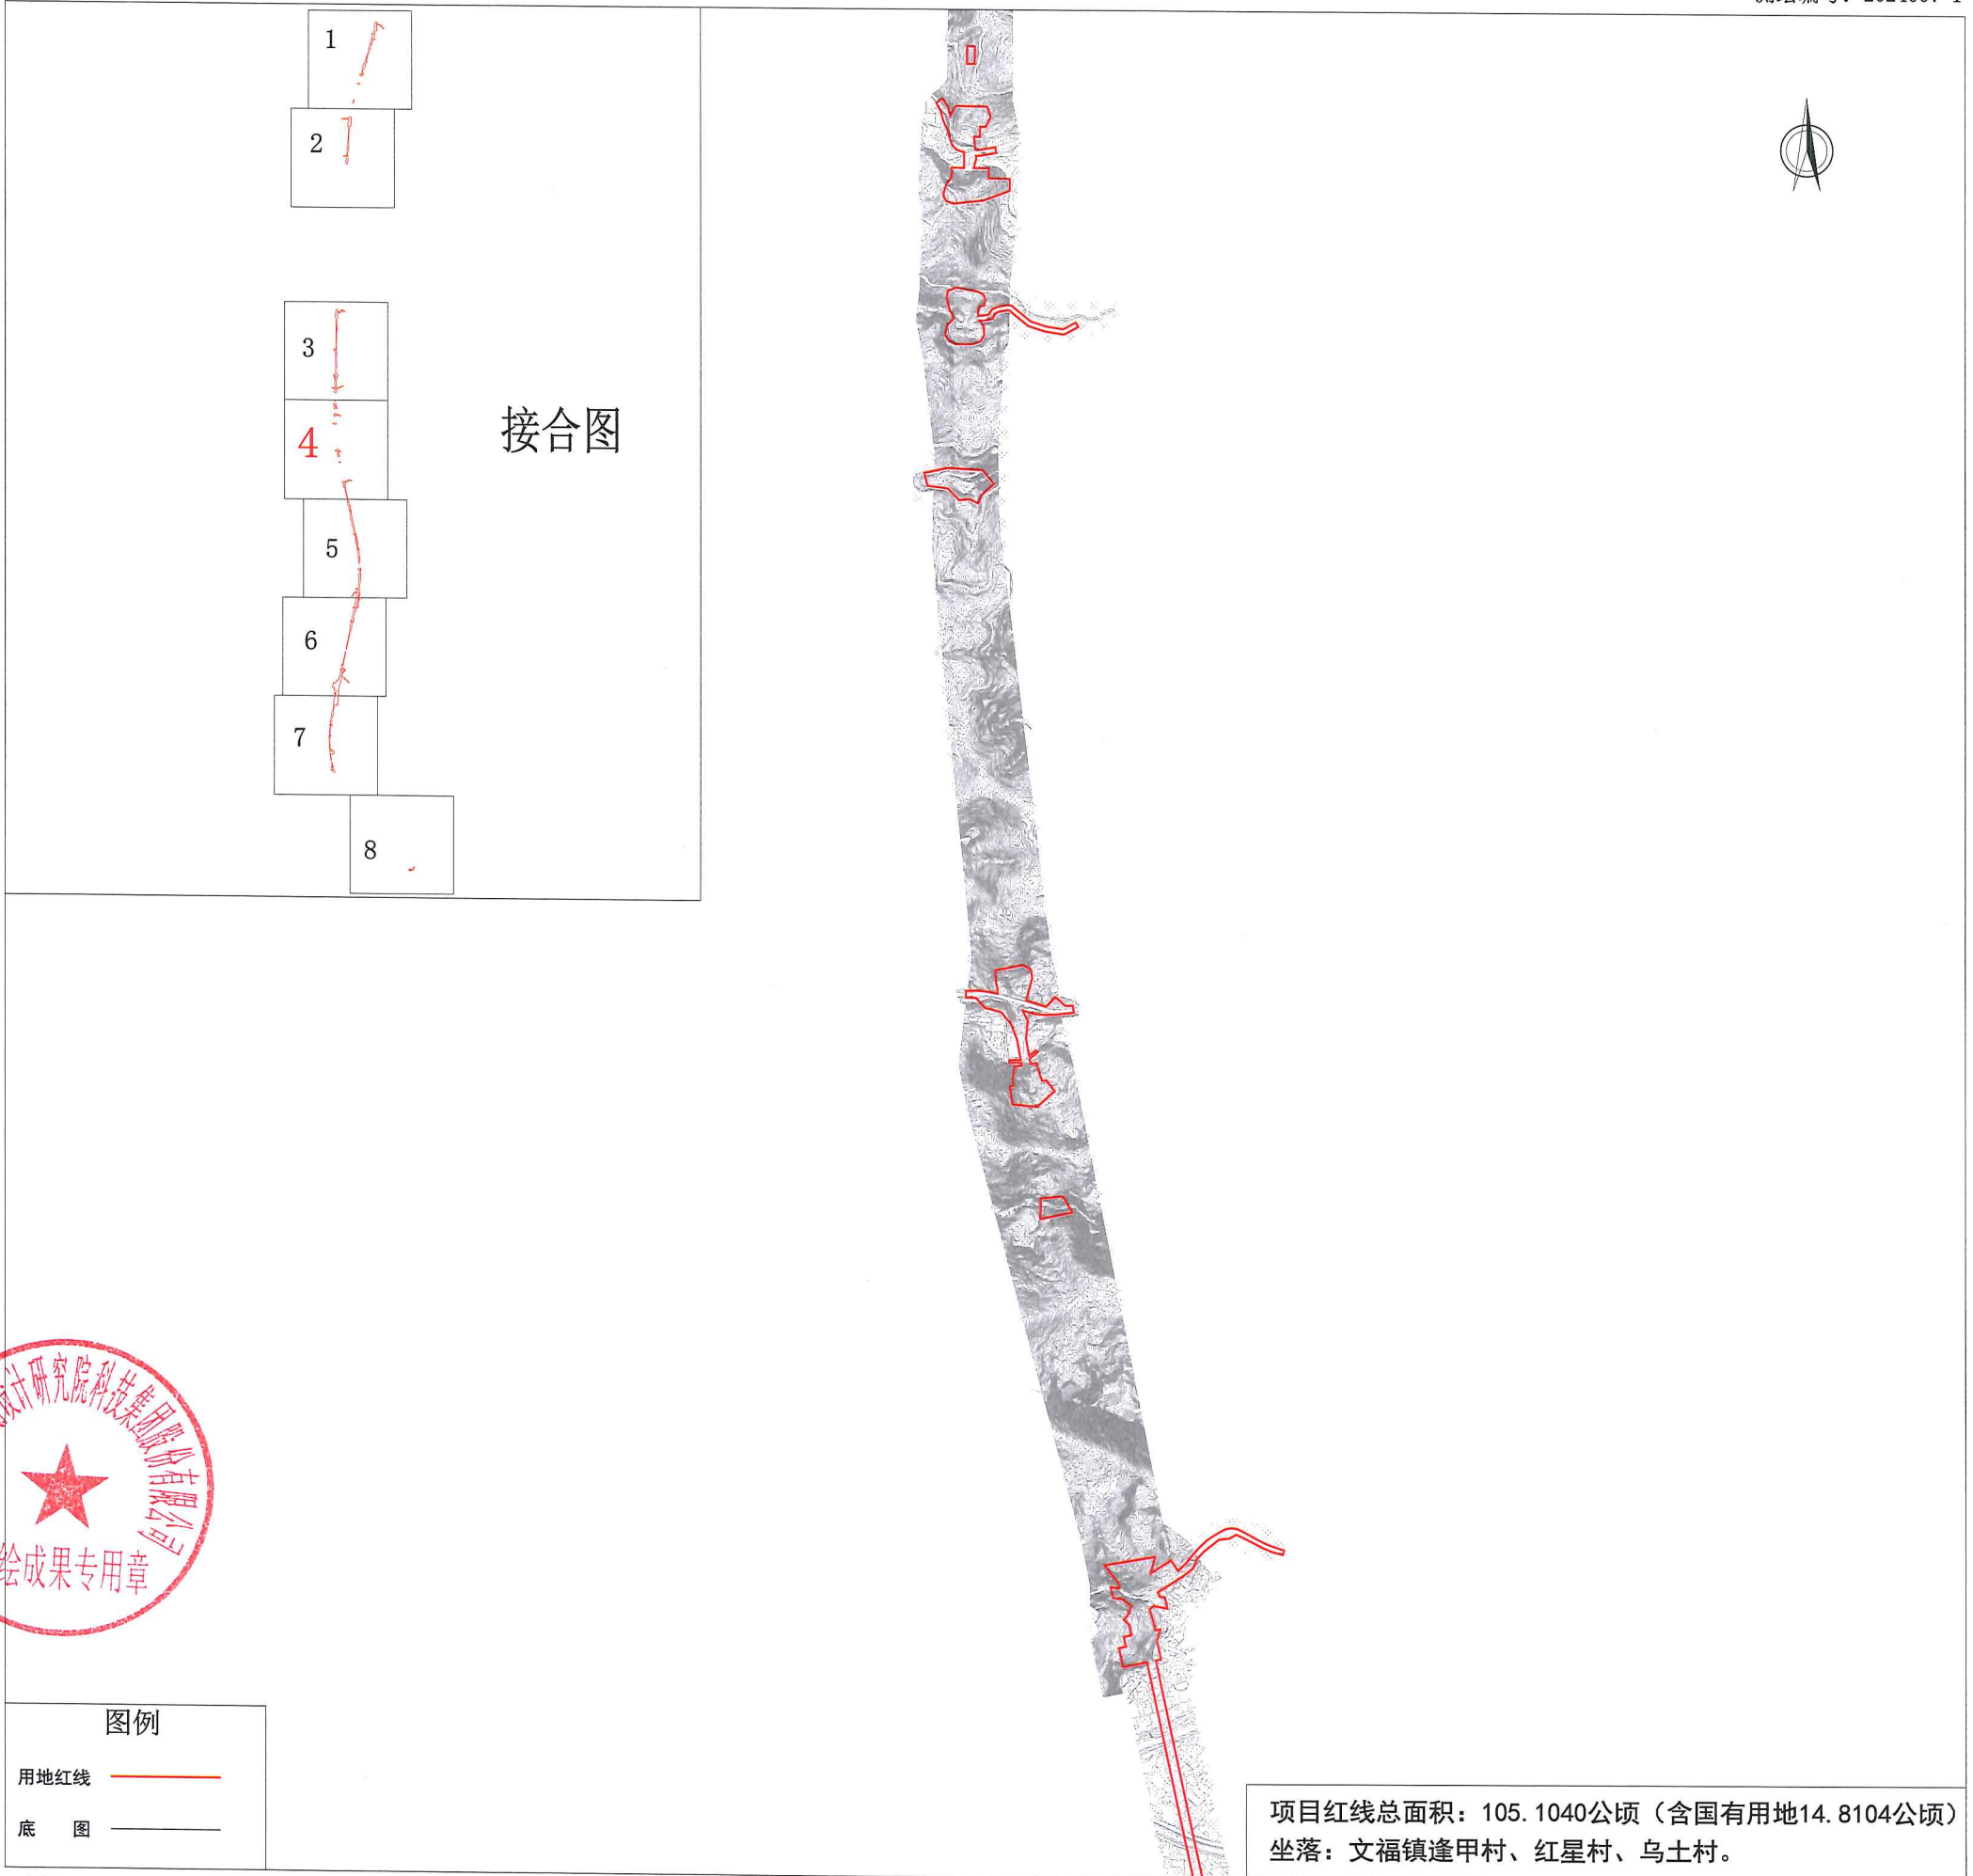 1
2
3
4
5
6
7
8
接合图
设计研究院科技集团股份有限公司
绘成果专用章
图例
用地红线
底 图
项目红线总面积：105.1040公顷（含国有用地14.8104公顷）
坐落：文福镇逢甲村、红星村、乌土村。